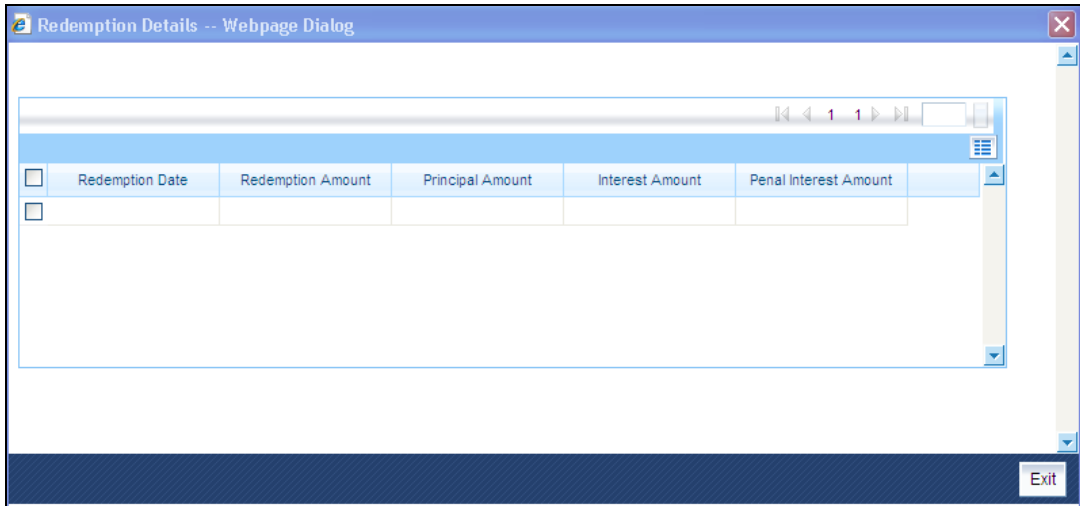 Redemption Details -- Webpage Dialog
1 1
Redemption Date Redemption Amount Principal Amount Interest Amount Penal Interest Amount
Exit